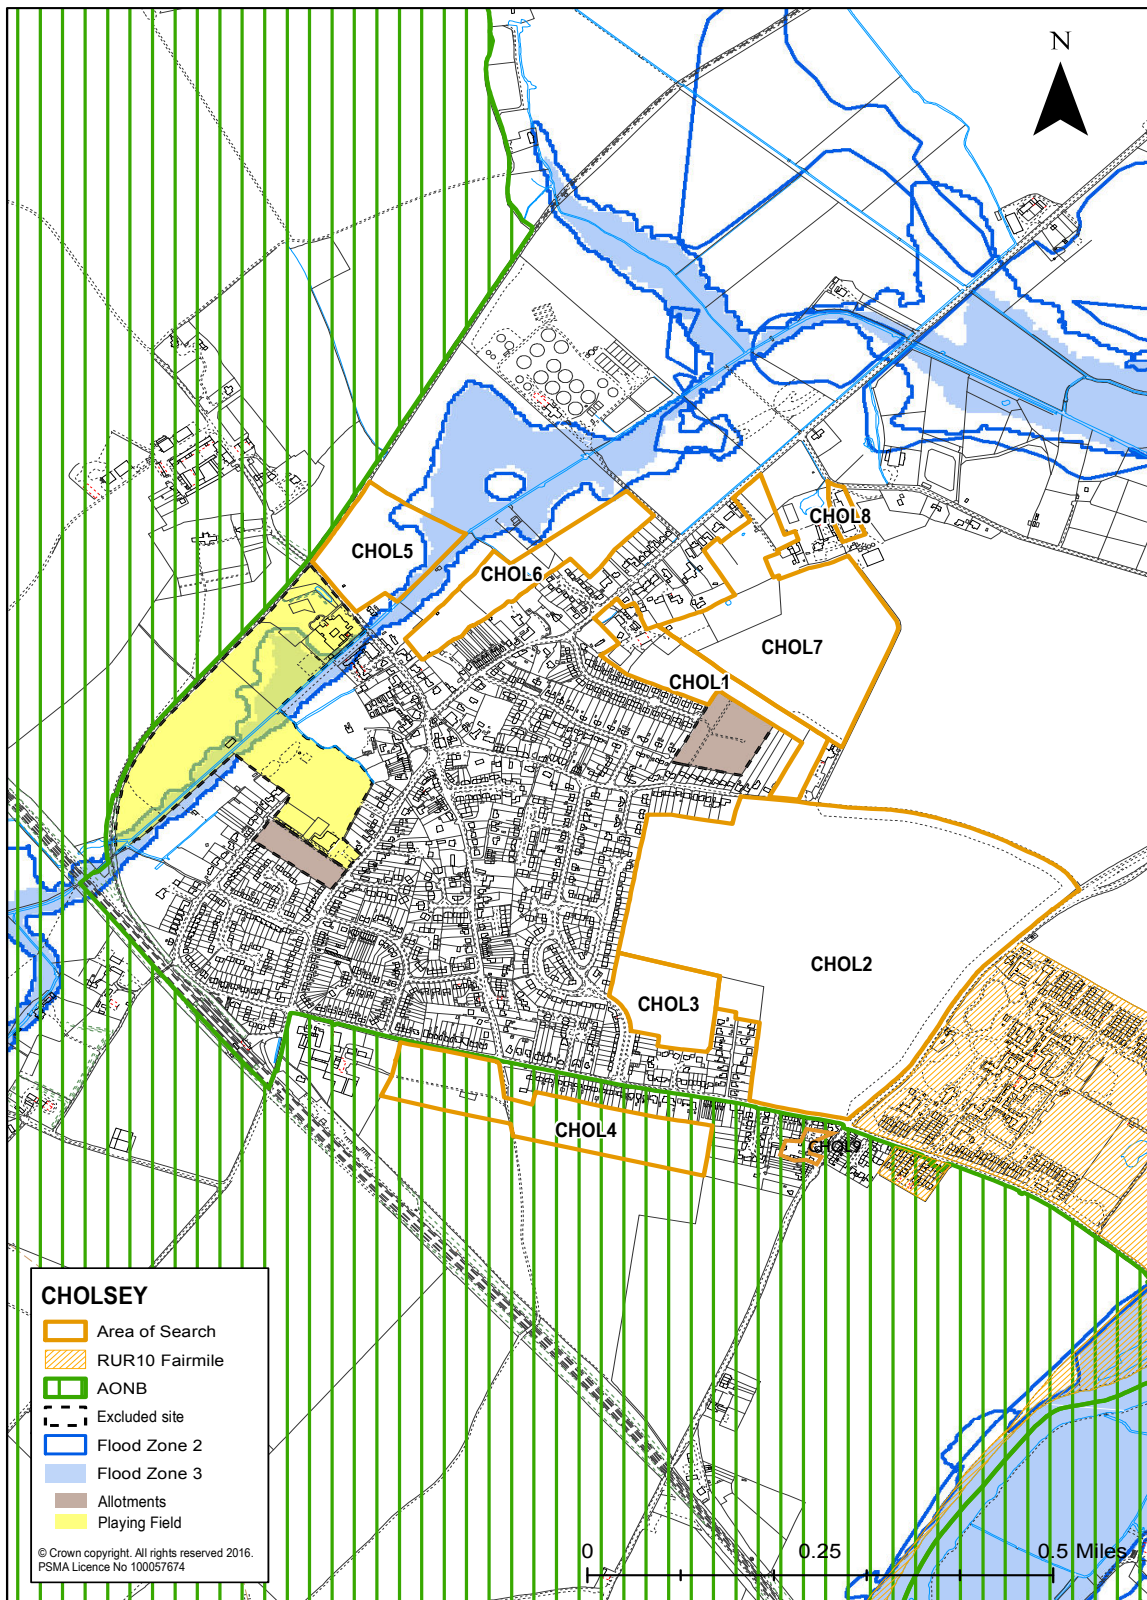 N
CHOL8
CHOL5
CHOL6
CHOL7
CHOL1
CHOL2
CHOL3
CHOL4
CHOL9
CHOLSEY
Area of Search
RUR10 Fairmile
AONB
Excluded site
Flood Zone 2
Flood Zone 3
Allotments
Playing Field
© Crown copyright. All rights reserved 2016.
PSMA Licence No 100057674
0 0.25 0.5 Miles